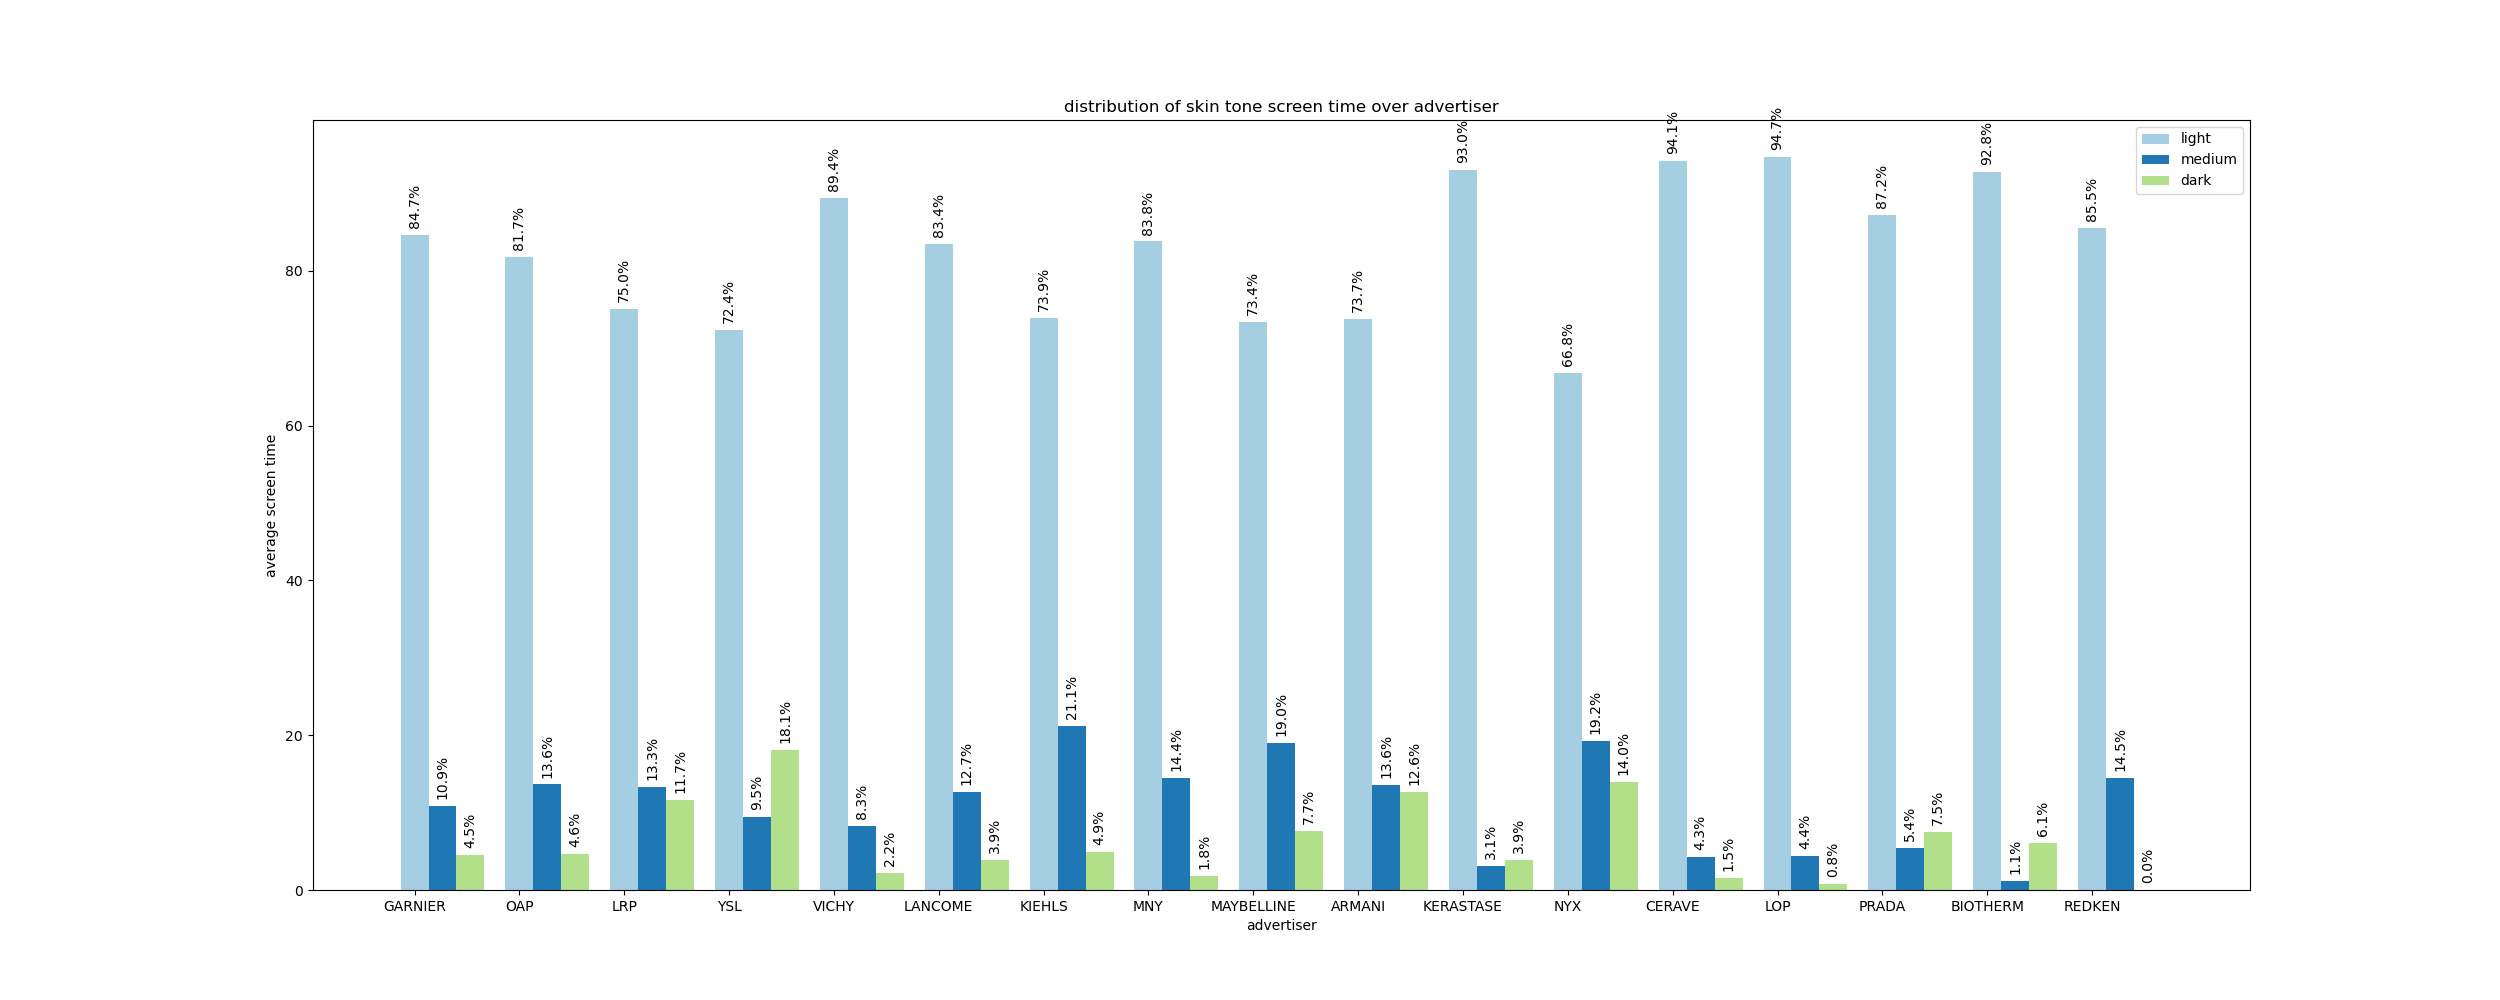 distribution of skin tone screen time over advertiser
light
medium
dark
average screen time
80
60
40
20
0
84.7%
10.9%
4.5%
81.7%
13.6%
4.6%
75.0%
13.3%
11.7%
72.4%
9.5%
18.1%
89.4%
8.3%
2.2%
83.4%
12.7%
3.9%
73.9%
21.1%
4.9%
83.8%
14.4%
1.8%
73.4%
19.0%
7.7%
73.7%
13.6%
12.6%
93.0%
3.1%
3.9%
66.8%
19.2%
14.0%
94.1%
4.3%
1.5%
94.7%
4.4%
0.8%
87.2%
5.4%
7.5%
92.8%
1.1%
6.1%
85.5%
14.5%
0.0%
GARNIER
OAP
LRP
YSL
VICHY
LANCOME
KIEHLS
MNY
MAYBELLINE
ARMANI
KERASTASE
NYX
CERAVE
LOP
PRADA
BIOTHERM
REDKEN
advertiser